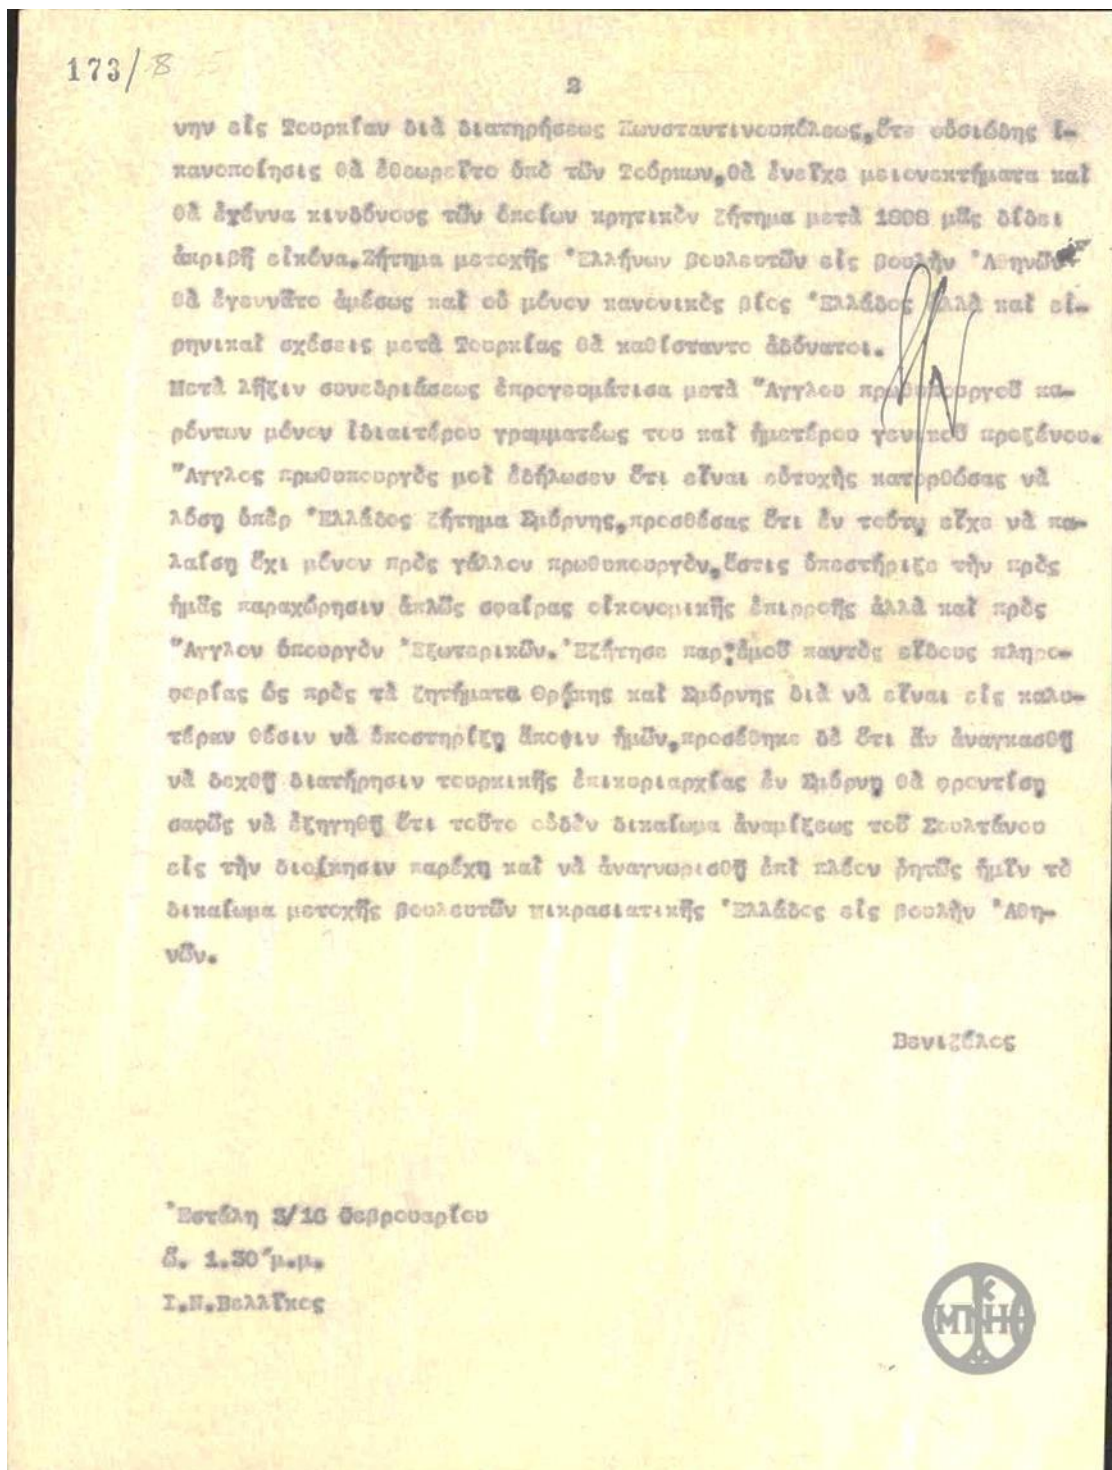 173/8
2
νην εἰς Τουρκίαν διὰ διατηρήσεως Κωνσταντινουπόλεως,ὅτε οὐσιώδης ἱ-
κανοποίησις θὰ ἐθεωρεῖτο ὑπὸ τῶν Τούρκων,θὰ ἐνεῖχε μειονεκτήματα καὶ
θὰ ἐγέννα κινδύνους τῶν ὁποίων κρητικὸν ζήτημα μετὰ 1898 μᾶς δίδει
ἀκριβῆ εἰκόνα.Ζήτημα μετοχῆς Ἑλλήνων βουλευτῶν εἰς βουλὴν Ἀθηνῶν
θὰ ἐγεννᾶτο ἀμέσως καὶ οὐ μόνον κανονικὸς βίος Ἑλλάδος ἀλλὰ καὶ εἰ-
ρηνικαὶ σχέσεις μετὰ Τουρκίας θὰ καθίσταντο ἀδύνατοι.
Μετὰ λῆξιν συνεδριάσεως ἐπρογευμάτισα μετὰ Ἄγγλου πρωθυπουργοῦ πα-
ρόντων μόνον ἰδιαιτέρου γραμματέως του καὶ ἡμετέρου γενικοῦ προξένου.
Ἄγγλος πρωθυπουργὸς μοὶ ἐδήλωσεν ὅτι εἶναι εὐτυχὴς κατορθώσας νὰ
λύσῃ ὑπὲρ Ἑλλάδος ζήτημα Σμύρνης,προσθέσας ὅτι ἐν τούτῳ εἶχε νὰ πα-
λαίσῃ ὄχι μόνον πρὸς γάλλον πρωθυπουργὸν,ὅστις ὑπεστήριξε τὴν πρὸς
ἡμᾶς παραχώρησιν ἁπλῶς σφαίρας οἰκονομικῆς ἐπιρροῆς ἀλλὰ καὶ πρὸς
Ἄγγλον ὑπουργὸν Ἐξωτερικῶν.Ἐζήτησε παρ'ἐμοῦ παντὸς εἴδους πληρο-
φορίας ὡς πρὸς τὰ ζητήματα Θρᾴκης καὶ Σμύρνης διὰ νὰ εἶναι εἰς καλυ-
τέραν θέσιν νὰ ὑποστηρίξῃ ἄποψιν ἡμῶν,προσέθηκε δὲ ὅτι ἂν ἀναγκασθῇ
νὰ δεχθῇ διατήρησιν τουρκικῆς ἐπικυριαρχίας ἐν Σμύρνῃ θὰ φροντίσῃ
σαφῶς νὰ ἐξηγηθῇ ὅτι τοῦτο οὐδὲν δικαίωμα ἀναμίξεως τοῦ Σουλτάνου
εἰς τὴν διοίκησιν παρέχῃ καὶ νὰ ἀναγνωρισθῇ ἐπὶ πλέον ῥητῶς ἡμῖν τὸ
δικαίωμα μετοχῆς βουλευτῶν μικρασιατικῆς Ἑλλάδος εἰς βουλὴν Ἀθη-
νῶν.
Βενιζέλος
Ἐστάλη 3/16 Φεβρουαρίου
ὥ. 1.30΄μ.μ.
Ι.Ν.Βελλῖκος